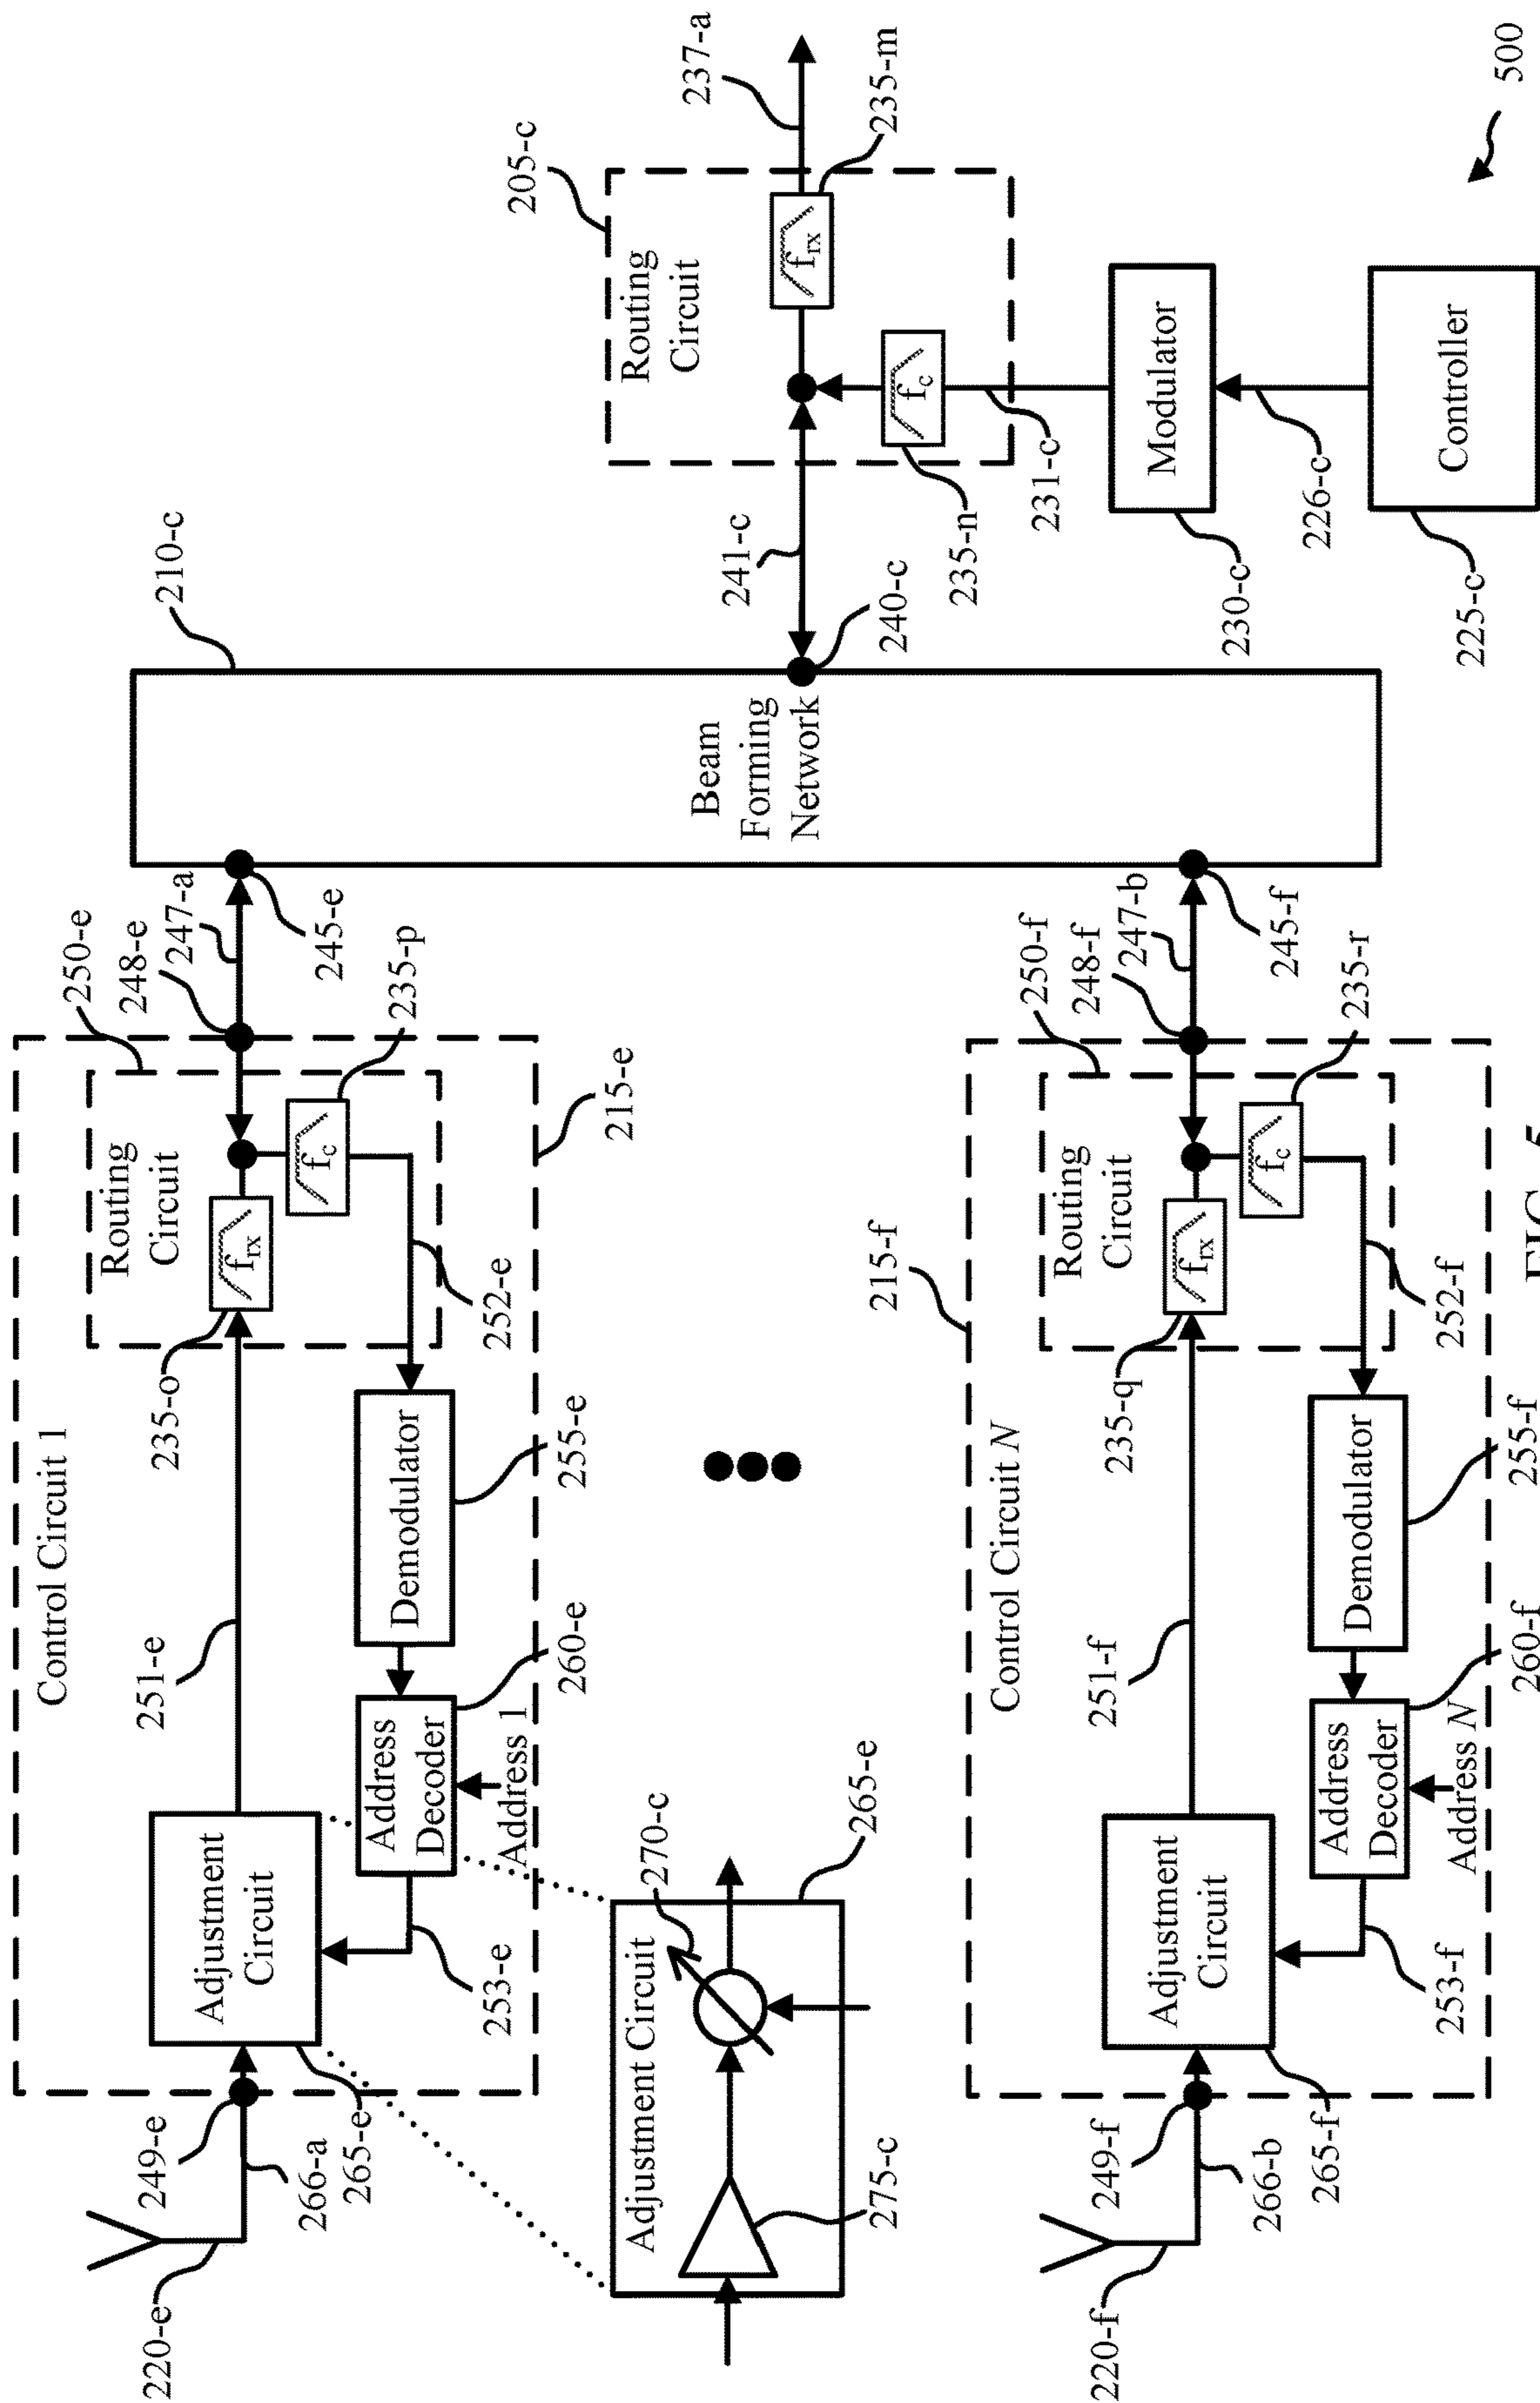 220-e
249-e
266-a
265-e
Control Circuit 1
251-e
Adjustment
Circuit
253-e
Address
Decoder
Address 1
260-e
Demodulator
255-e
235-o
Routing
Circuit
f_rx
f_c
252-e
250-e
248-e
247-a
235-p
215-e
245-e
210-c
Beam
Forming
Network
240-c
241-c
205-c
Routing
Circuit
f_rx
f_c
237-a
235-m
235-n
231-c
Modulator
230-c
226-c
Controller
225-c
500
Adjustment Circuit
270-c
265-e
275-c
220-f
249-f
266-b
265-f
215-f
Control Circuit N
251-f
Adjustment
Circuit
253-f
Address
Decoder
Address N
260-f
Demodulator
255-f
235-q
Routing
Circuit
f_rx
f_c
252-f
250-f
248-f
247-b
235-r
245-f
FIG. 5